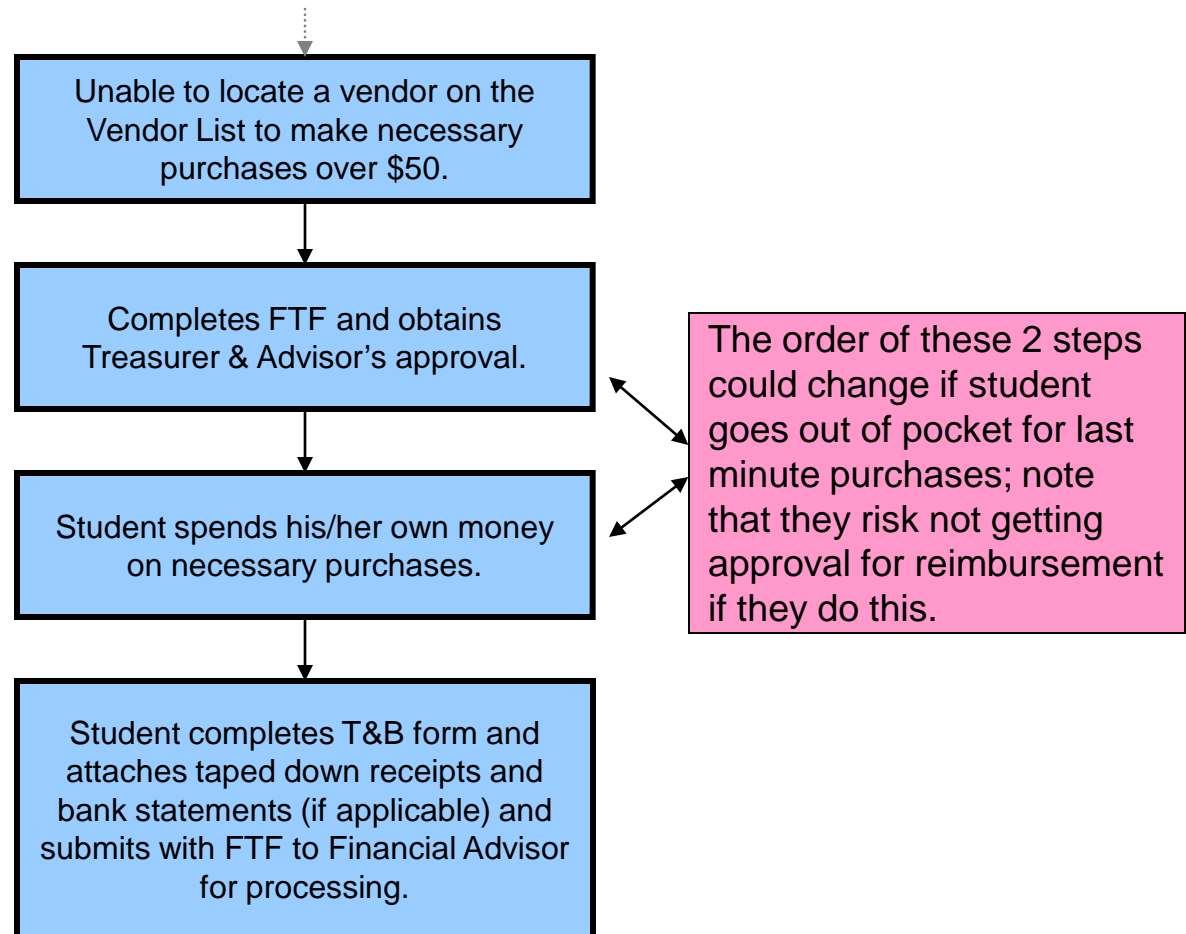 Unable to locate a vendor on the
Vendor List to make necessary
purchases over $50.
Completes FTF and obtains
Treasurer & Advisor's approval.
The order of these 2 steps
could change if student
goes out of pocket for last
minute purchases; note
that they risk not getting
approval for reimbursement
if they do this.
Student spends his/her own money
on necessary purchases.
Student completes T&B form and
attaches taped down receipts and
bank statements (if applicable) and
submits with FTF to Financial Advisor
for processing.